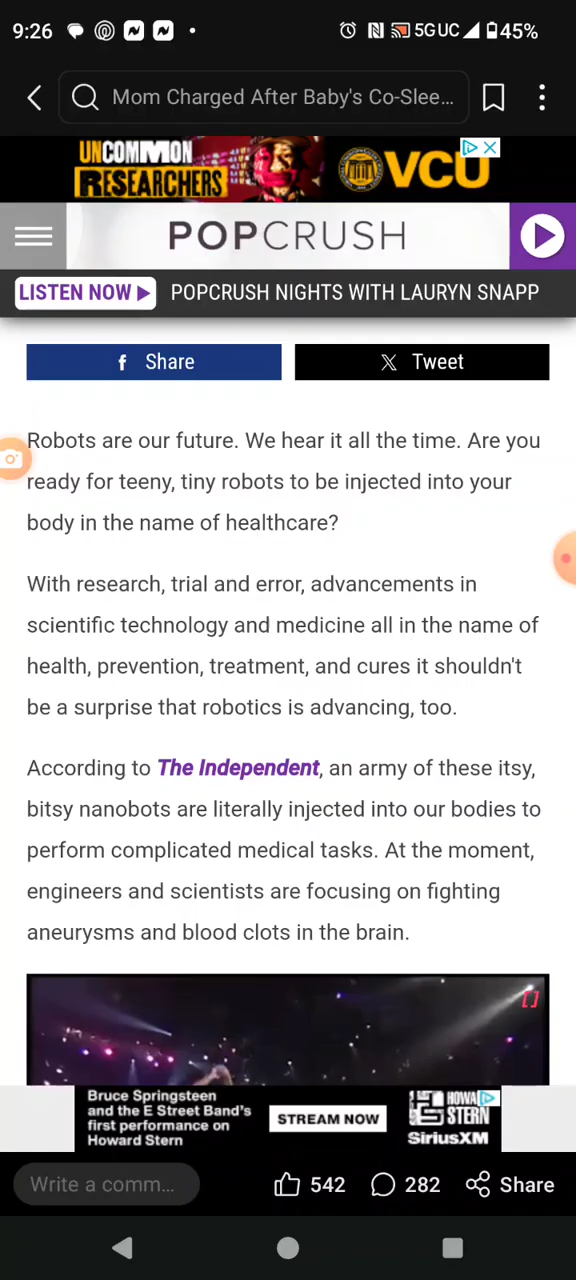 9:26
5G UC 45%
Mom Charged After Baby's Co-Slee...
UNCOMMON
RESEARCHERS
VCU
POPCRUSH
LISTEN NOW POPCRUSH NIGHTS WITH LAURYN SNAPP
f Share
X Tweet
Robots are our future. We hear it all the time. Are you
ready for teeny, tiny robots to be injected into your
body in the name of healthcare?
With research, trial and error, advancements in
scientific technology and medicine all in the name of
health, prevention, treatment, and cures it shouldn't
be a surprise that robotics is advancing, too.
According to The Independent, an army of these itsy,
bitsy nanobots are literally injected into our bodies to
perform complicated medical tasks. At the moment,
engineers and scientists are focusing on fighting
aneurysms and blood clots in the brain.
[ ]
Bruce Springsteen
and the E Street Band's
first performance on
Howard Stern
STREAM NOW
HOWA
STERN
SiriusXM
Write a comm...
542
282
Share